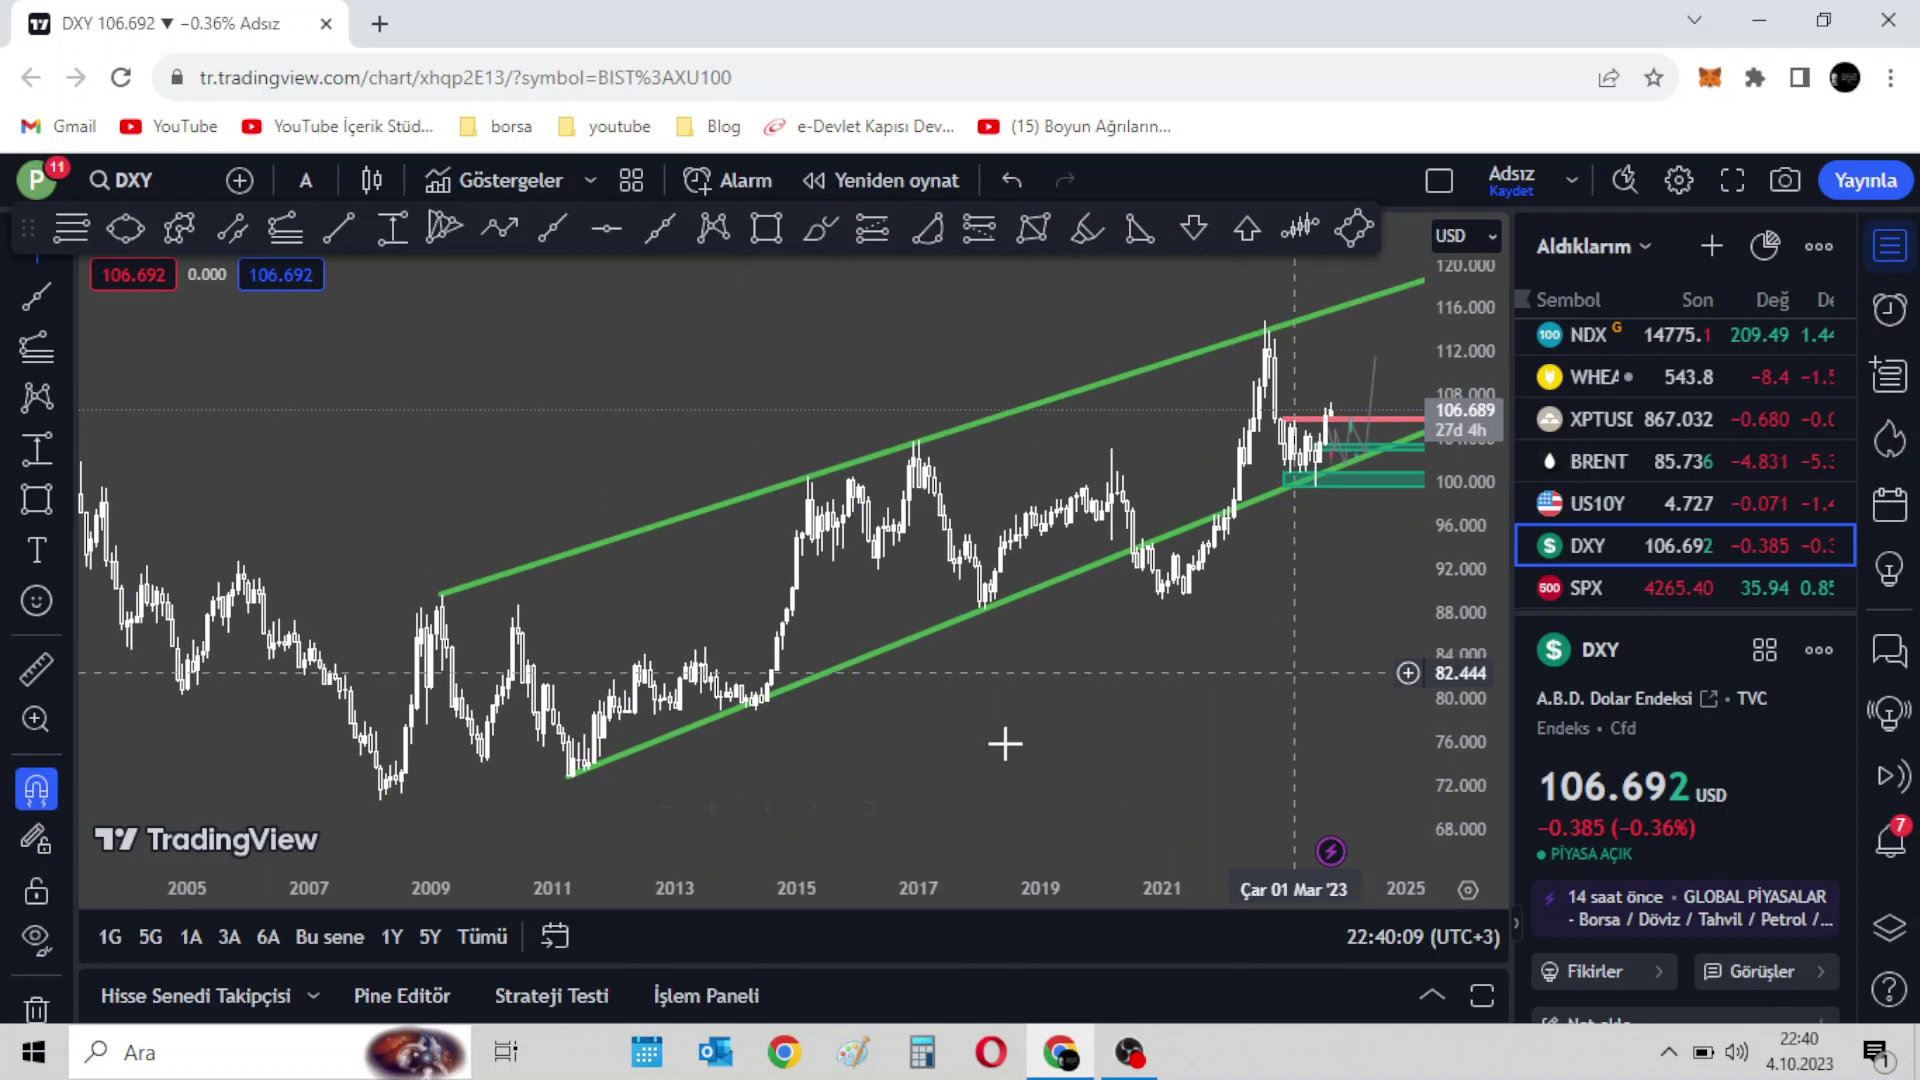 DXY 106.692 ▼ −0.36% Adsız
tr.tradingview.com/chart/xhqp2E13/?symbol=BIST%3AXU100
Gmail YouTube YouTube İçerik Stüd... borsa youtube Blog e-Devlet Kapısı Dev... (15) Boyun Ağrıların...
P 11 DXY A Göstergeler Alarm Yeniden oynat Adsız Kaydet Yayınla
USD
106.692 0.000 106.692
120.000
116.000
112.000
108.000
106.689
27d 4h
100.000
96.000
92.000
88.000
84.000
82.444
80.000
76.000
72.000
68.000
TradingView
2005 2007 2009 2011 2013 2015 2017 2019 2021 Çar 01 Mar '23 2025
1G 5G 1A 3A 6A Bu sene 1Y 5Y Tümü 22:40:09 (UTC+3)
Hisse Senedi Takipçisi Pine Editör Strateji Testi İşlem Paneli
Aldıklarım
Sembol Son Değ
100 NDX G 14775.1 209.49 1.44
543.8 −8.4
867.032 −0.680
BRENT 85.736 −4.831
US10Y 4.727 −0.071
DXY 106.692 −0.385
500 SPX 4265.40 35.94 0.85
DXY
A.B.D. Dolar Endeksi • TVC
Endeks • Cfd
106.692 USD
−0.385 (−0.36%)
PİYASA AÇIK
14 saat önce • GLOBAL PİYASALAR
- Borsa / Döviz / Tahvil / Petrol /...
Fikirler Görüşler
7
Ara
22:40
4.10.2023
1